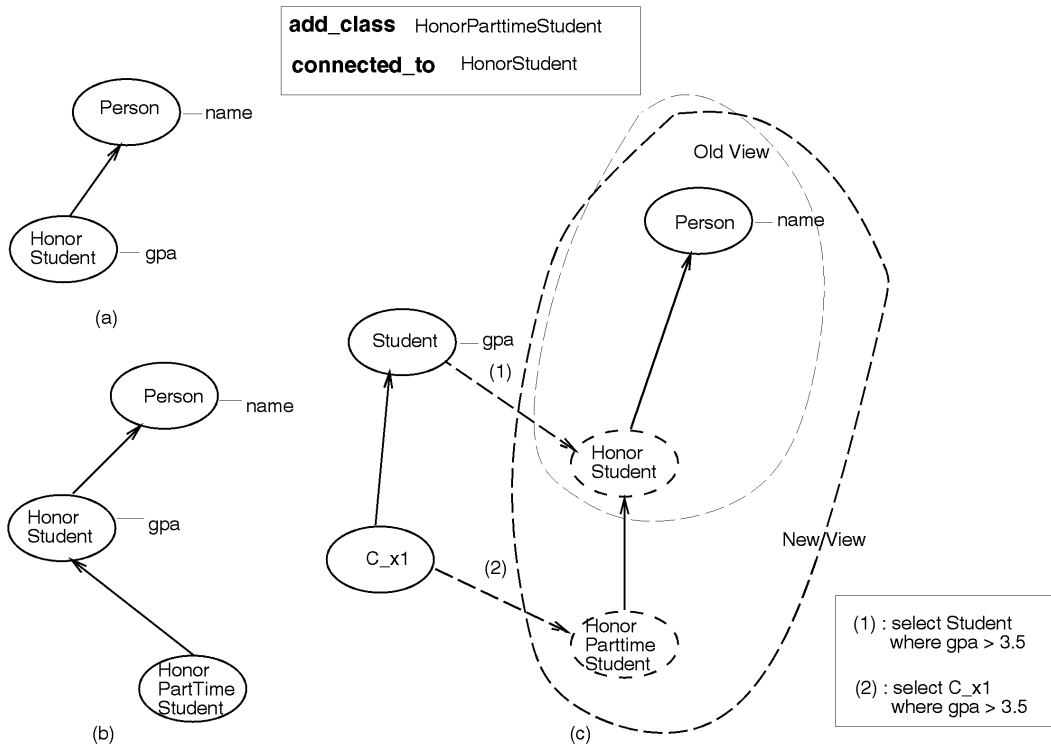 add_class HonorParttimeStudent
connected_to HonorStudent
Person
name
Honor
Student
gpa
(a)
Person
name
Honor
Student
gpa
Honor
PartTime
Student
(b)
Old View
Person
name
Student
gpa
(1)
Honor
Student
C_x1
(2)
New View
Honor
Parttime
Student
(c)
(1) : select Student
where gpa > 3.5
(2) : select C_x1
where gpa > 3.5